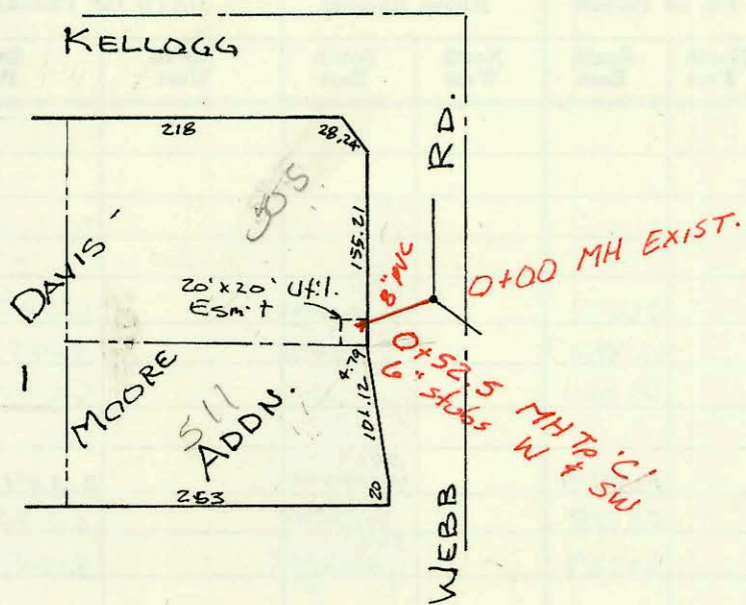 KELLOGG
RD.
218
28.28
505
155.21
8" PVC
0+00 MH EXIST.
20'x20' Util.
Esm't
DAVIS -
MOORE
ADDN.
511
4.79
101.12
0+52.5 MH Tp 'C'
6" stubs W & SW
253
20
WEBB